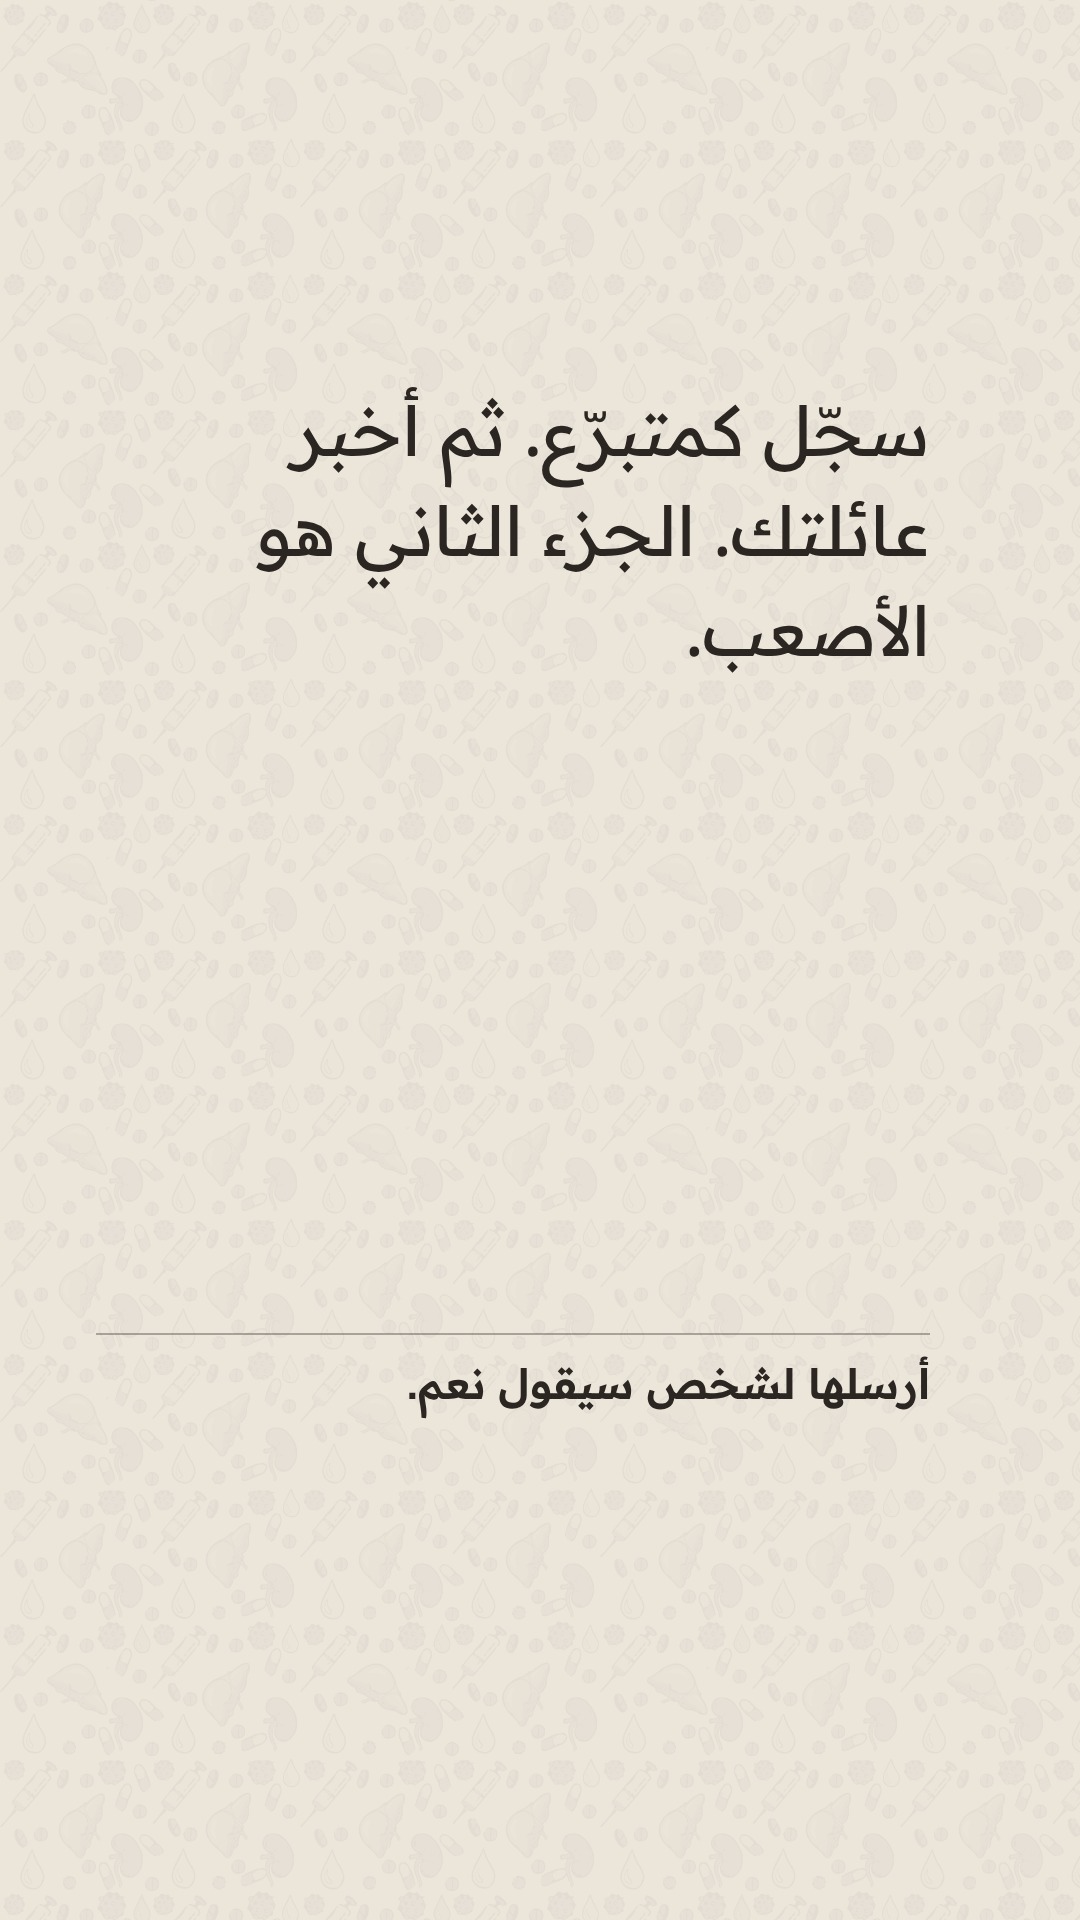 سجّل كمتبرّع. ثم أخبر
عائلتك. الجزء الثاني هو
الأصعب.
أرسلها لشخص سيقول نعم.